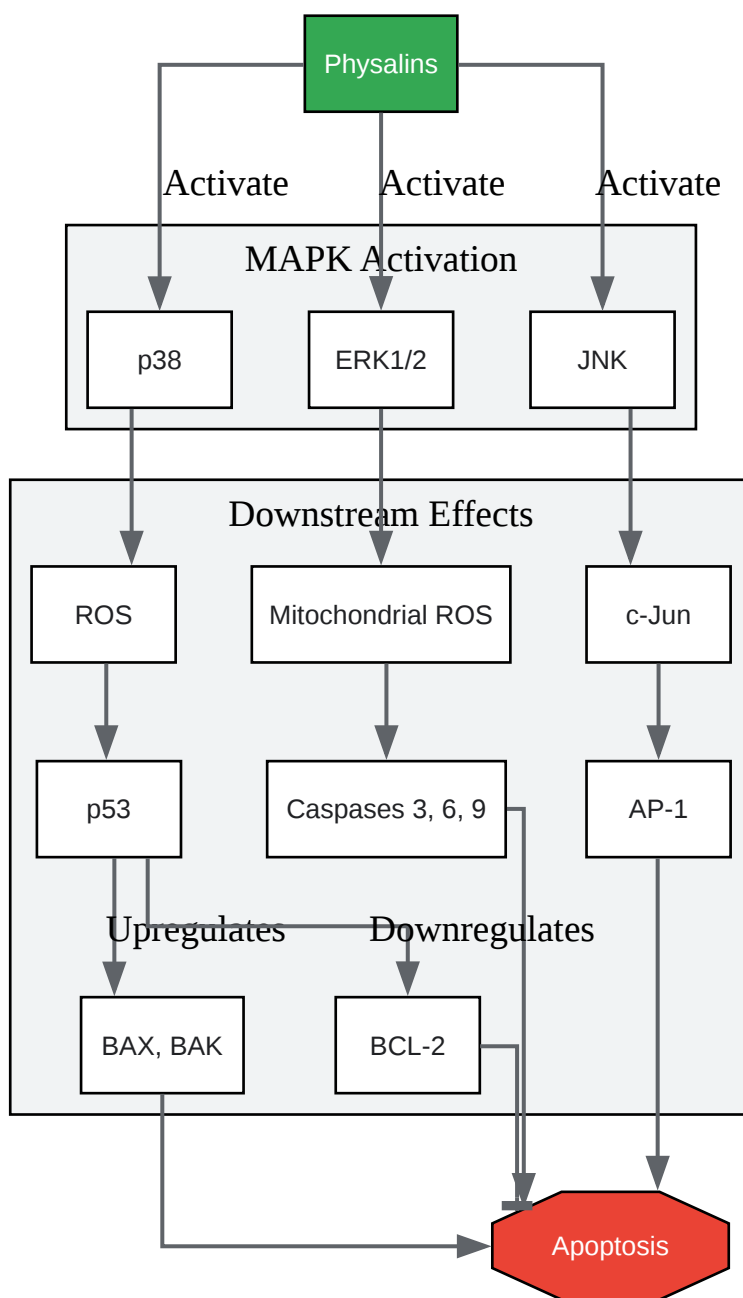 Physalins
Activate Activate Activate
MAPK Activation
p38 ERK1/2 JNK
Downstream Effects
ROS Mitochondrial ROS c-Jun
p53 Caspases 3, 6, 9 AP-1
Upregulates Downregulates
BAX, BAK BCL-2
Apoptosis